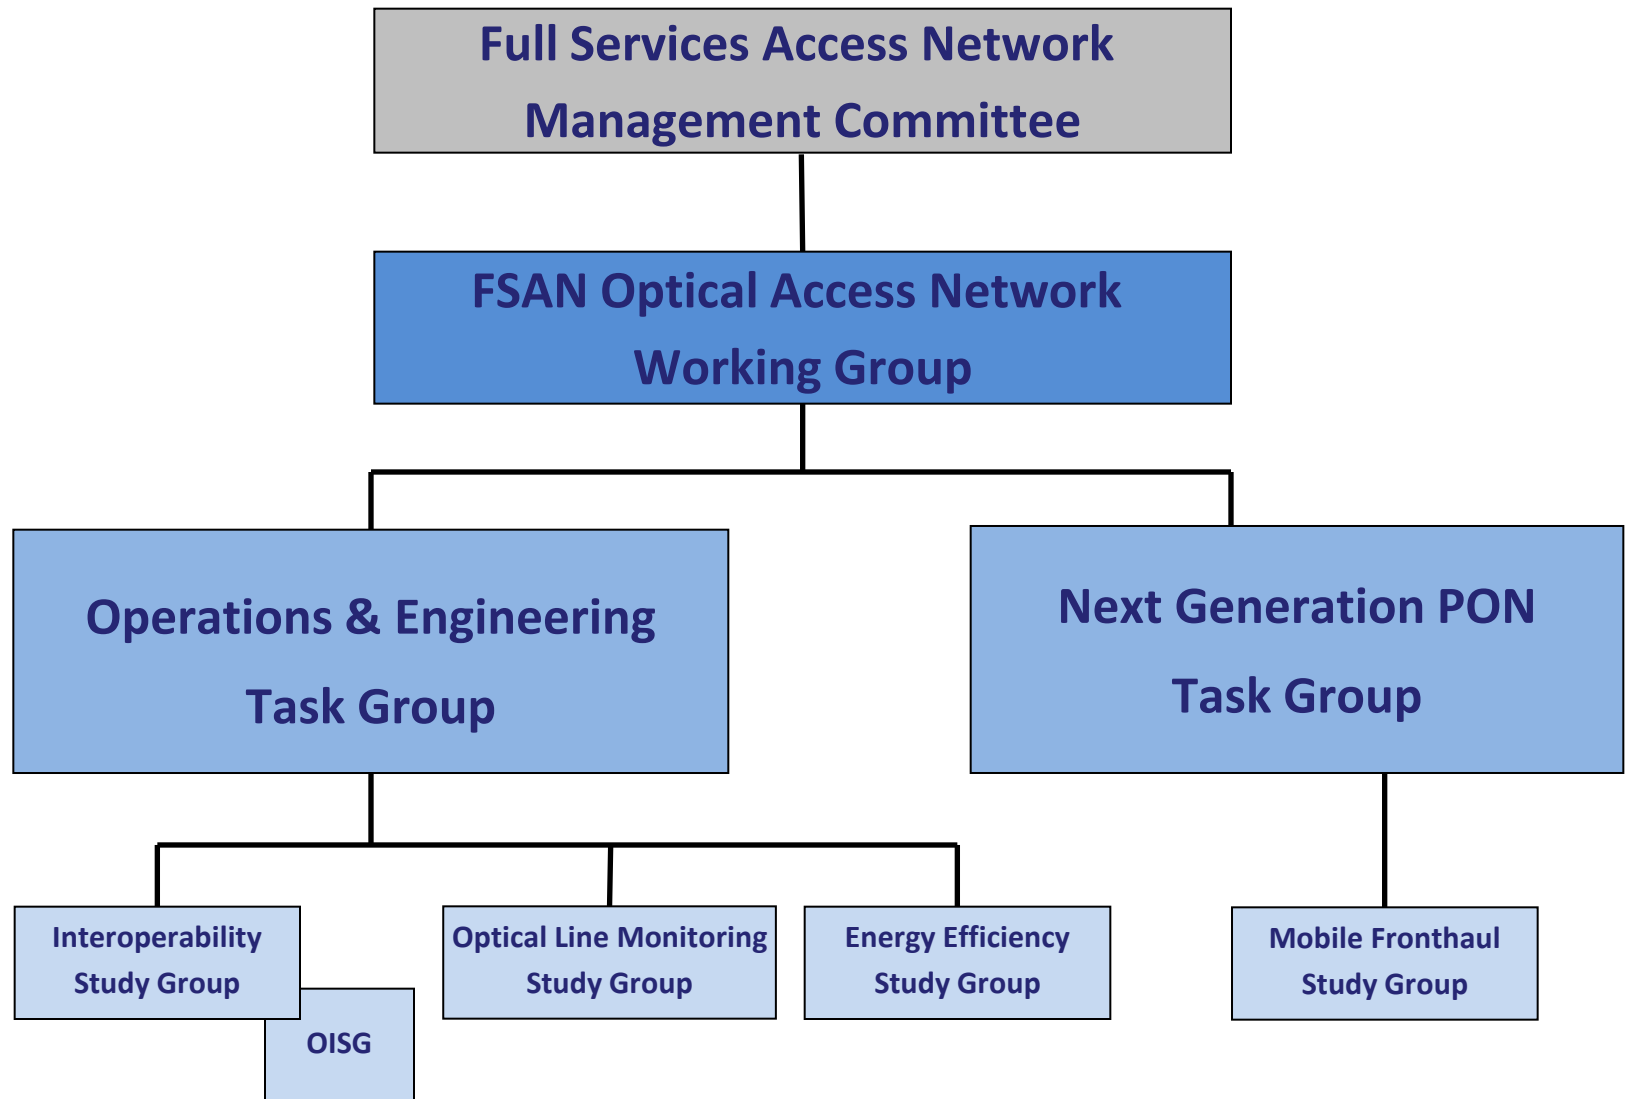 Full Services Access Network
Management Committee
FSAN Optical Access Network
Working Group
Operations & Engineering
Task Group
Next Generation PON
Task Group
Interoperability
Study Group
Optical Line Monitoring
Study Group
Energy Efficiency
Study Group
Mobile Fronthaul
Study Group
OISG